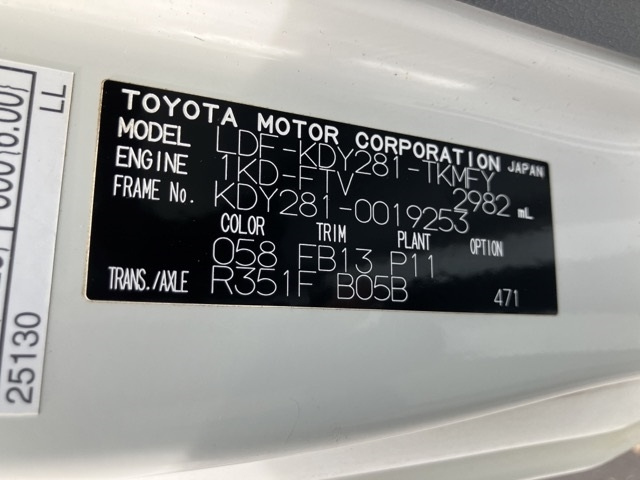 TOYOTA MOTOR CORPORATION JAPAN
MODEL LDF-KDY281-TKMFY
ENGINE 1KD-FTV 2982 mL
FRAME No. KDY281-0019253
COLOR TRIM PLANT OPTION
058 FB13 P11
TRANS./AXLE R351F B05B 471
LL
25130